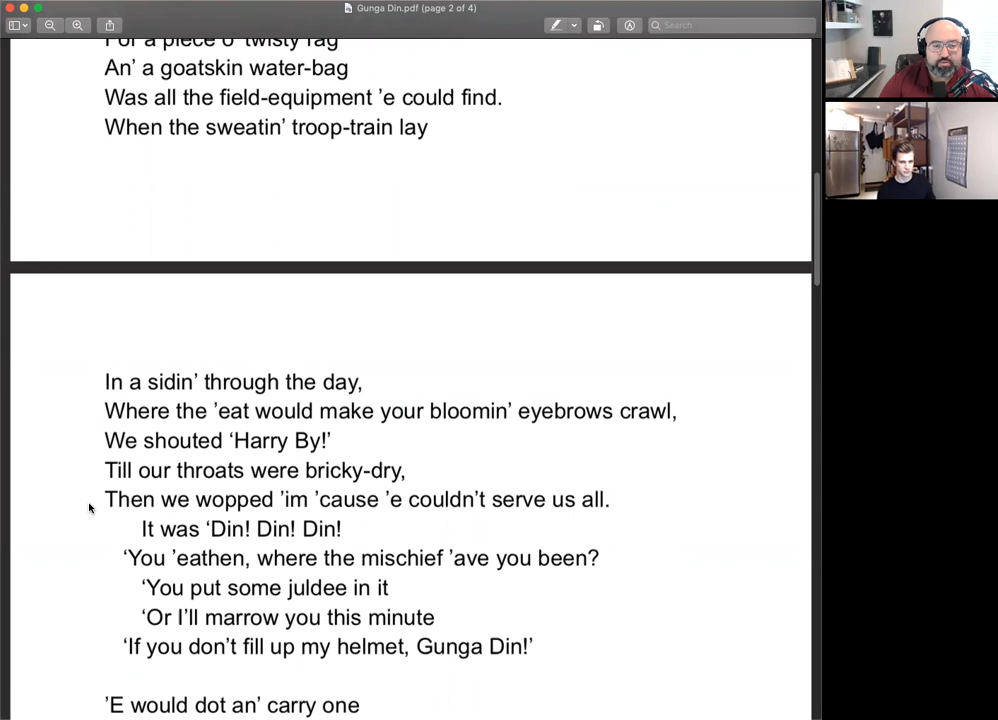 Gunga Din.pdf (page 2 of 4)
Search
For a piece o' twisty rag
An' a goatskin water-bag
Was all the field-equipment 'e could find.
When the sweatin' troop-train lay
In a sidin' through the day,
Where the 'eat would make your bloomin' eyebrows crawl,
We shouted 'Harry By!'
Till our throats were bricky-dry,
Then we wopped 'im 'cause 'e couldn't serve us all.
It was 'Din! Din! Din!
'You 'eathen, where the mischief 'ave you been?
'You put some juldee in it
'Or I'll marrow you this minute
'If you don't fill up my helmet, Gunga Din!'
'E would dot an' carry one